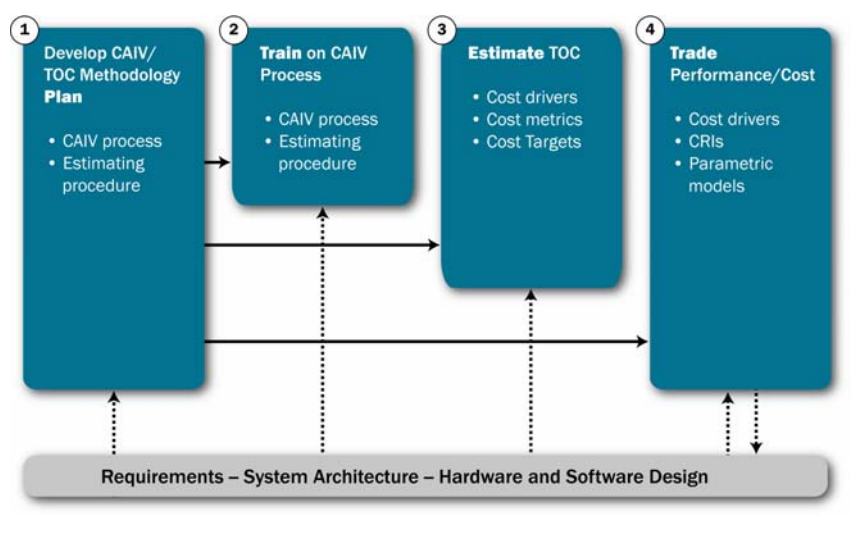 1
Develop CAIV/
TOC Methodology
Plan
• CAIV process
• Estimating
procedure
2
Train on CAIV
Process
• CAIV process
• Estimating
procedure
3
Estimate TOC
• Cost drivers
• Cost metrics
• Cost Targets
4
Trade
Performance/Cost
• Cost drivers
• CRIs
• Parametric
models
Requirements – System Architecture – Hardware and Software Design